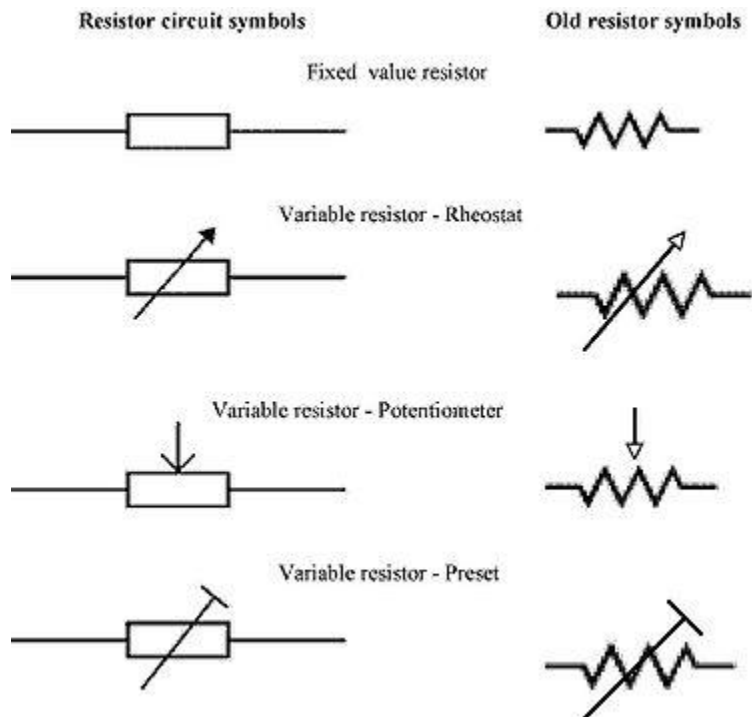 Resistor circuit symbols
Old resistor symbols
Fixed value resistor
Variable resistor - Rheostat
Variable resistor - Potentiometer
Variable resistor - Preset